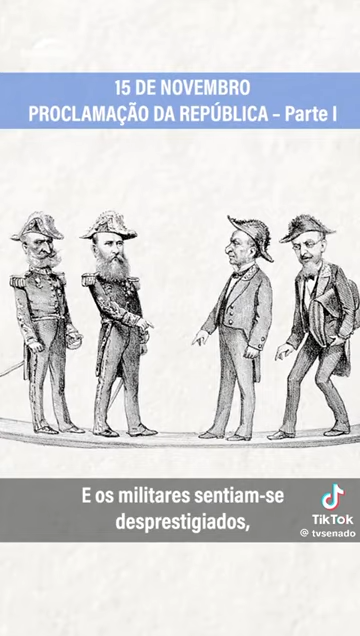 15 DE NOVEMBRO
PROCLAMAÇÃO DA REPÚBLICA – Parte I
E os militares sentiam-se
desprestigiados,
TikTok
@ tvsenado